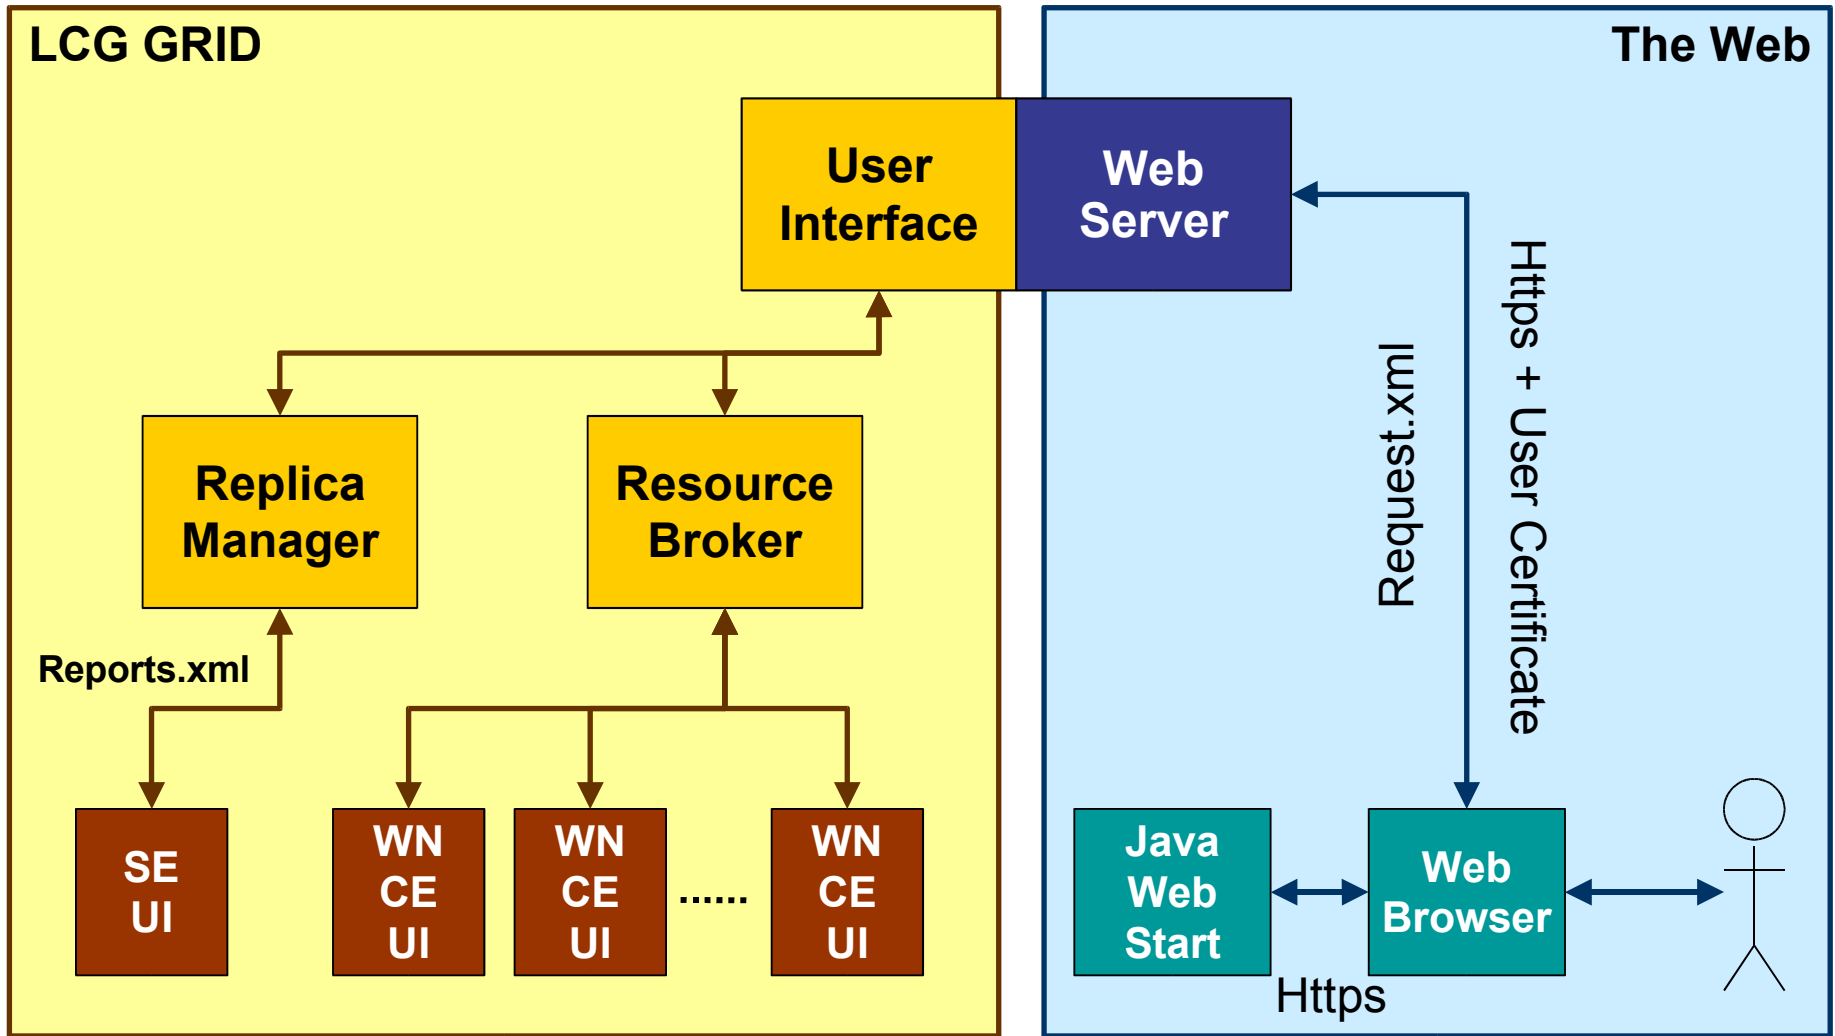 LCG GRID
The Web
User
Interface
Web
Server
Request.xml
Https + User Certificate
Replica
Manager
Resource
Broker
Reports.xml
SE
UI
WN
CE
UI
WN
CE
UI
......
WN
CE
UI
Java
Web
Start
Web
Browser
Https